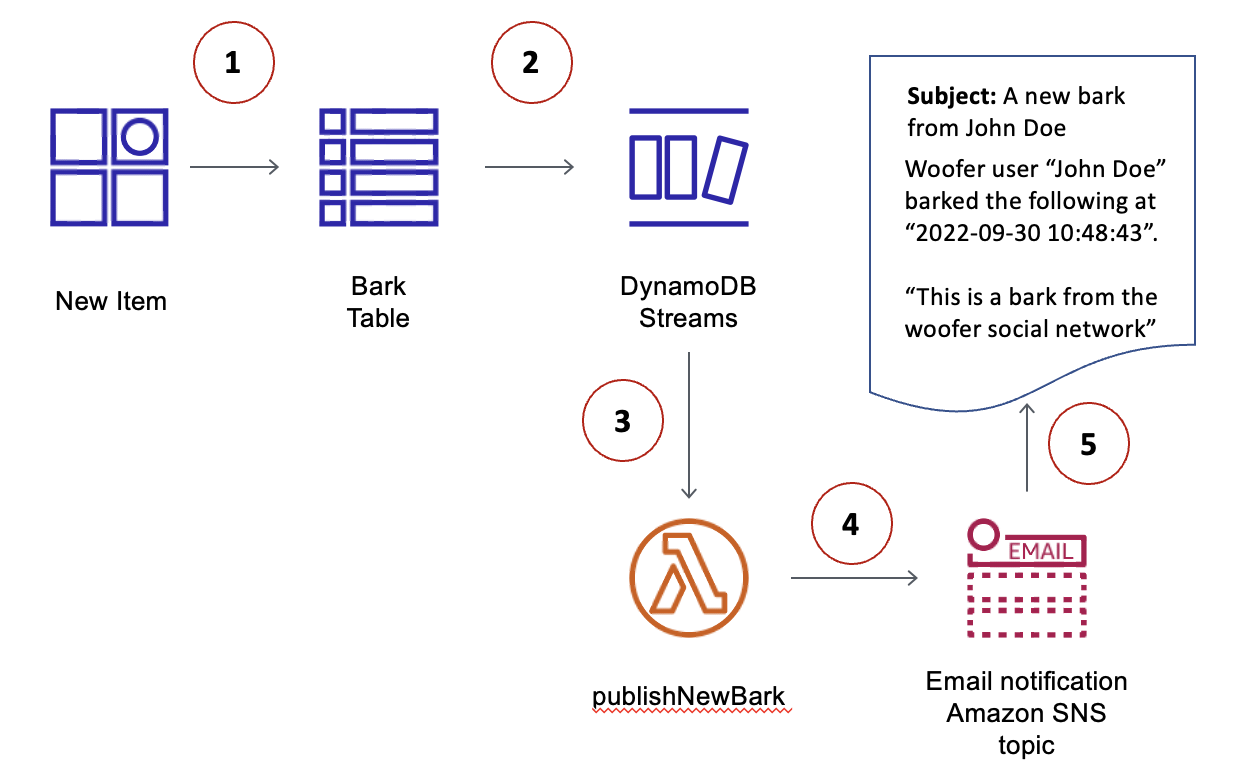 1
2
New Item
Bark
Table
DynamoDB
Streams
Subject: A new bark
from John Doe
Woofer user “John Doe”
barked the following at
“2022-09-30 10:48:43”.
“This is a bark from the
woofer social network”
3
4
5
publishNewBark
EMAIL
Email notification
Amazon SNS
topic